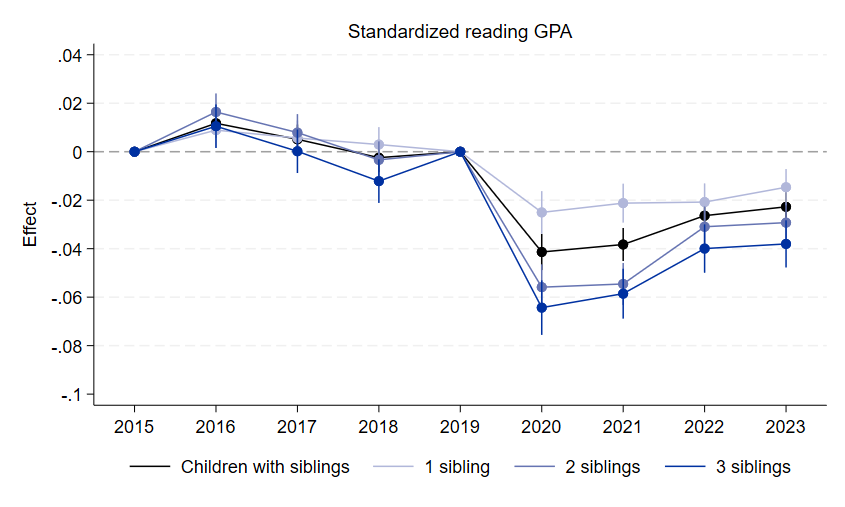 Standardized reading GPA
Effect
.04
.02
0
-.02
-.04
-.06
-.08
-.1
2015 2016 2017 2018 2019 2020 2021 2022 2023
Children with siblings 1 sibling 2 siblings 3 siblings